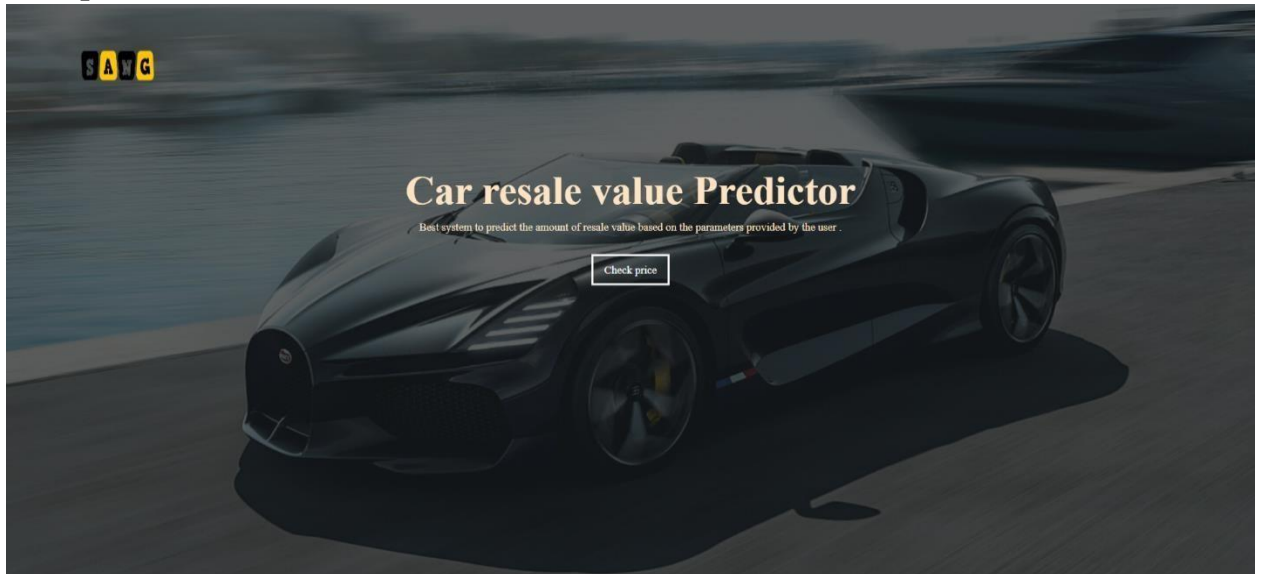 SANG
Car resale value Predictor
Best system to predict the amount of resale value based on the parameters provided by the user .
Check price